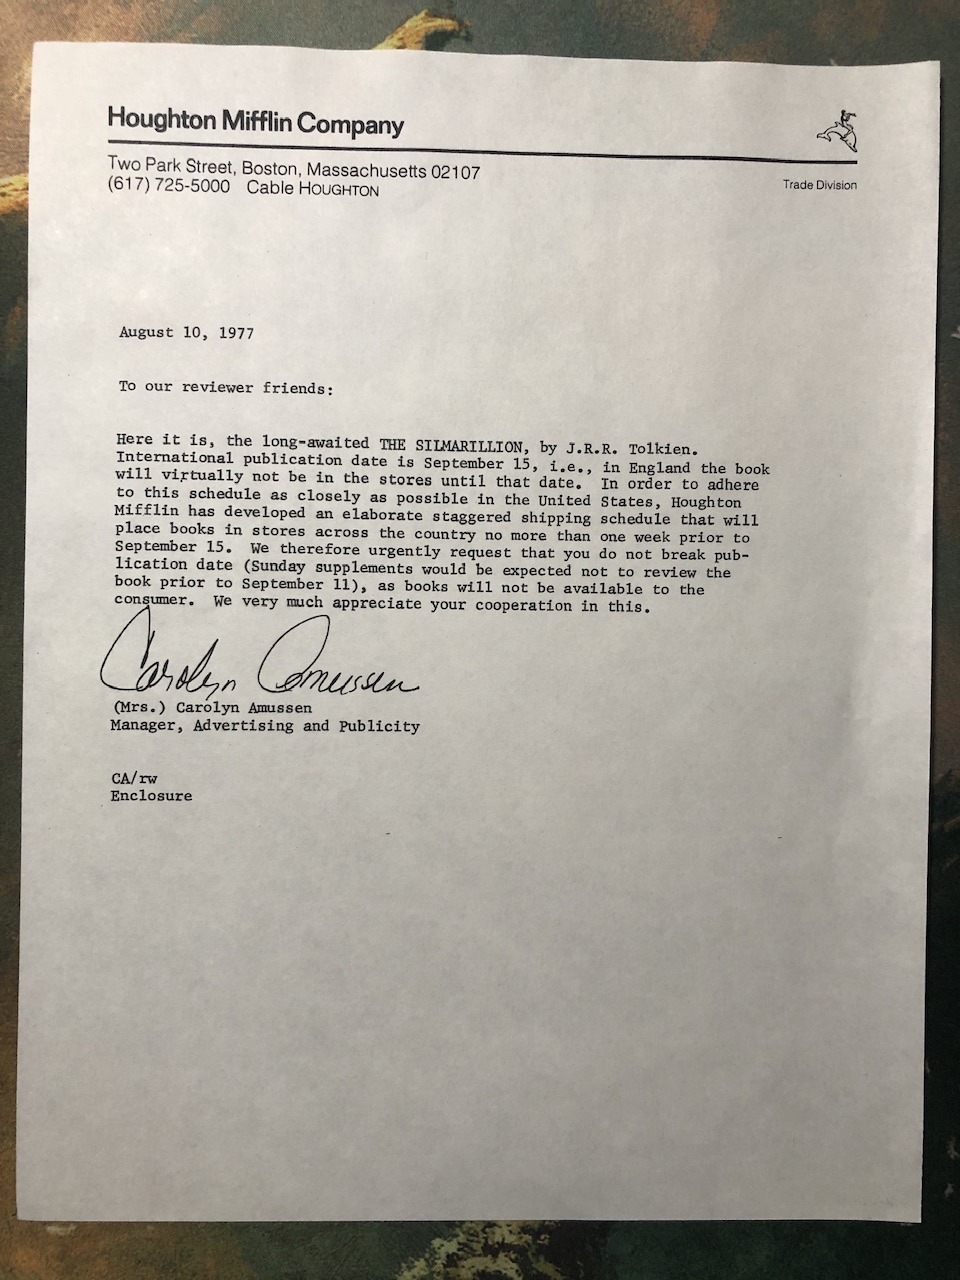 Houghton Mifflin Company
Two Park Street, Boston, Massachusetts 02107
(617) 725-5000 Cable HOUGHTON
Trade Division
August 10, 1977
To our reviewer friends:
Here it is, the long-awaited THE SILMARILLION, by J.R.R. Tolkien.
International publication date is September 15, i.e., in England the book
will virtually not be in the stores until that date. In order to adhere
to this schedule as closely as possible in the United States, Houghton
Mifflin has developed an elaborate staggered shipping schedule that will
place books in stores across the country no more than one week prior to
September 15. We therefore urgently request that you do not break pub-
lication date (Sunday supplements would be expected not to review the
book prior to September 11), as books will not be available to the
consumer. We very much appreciate your cooperation in this.
Carolyn Amussen
(Mrs.) Carolyn Amussen
Manager, Advertising and Publicity
CA/rw
Enclosure